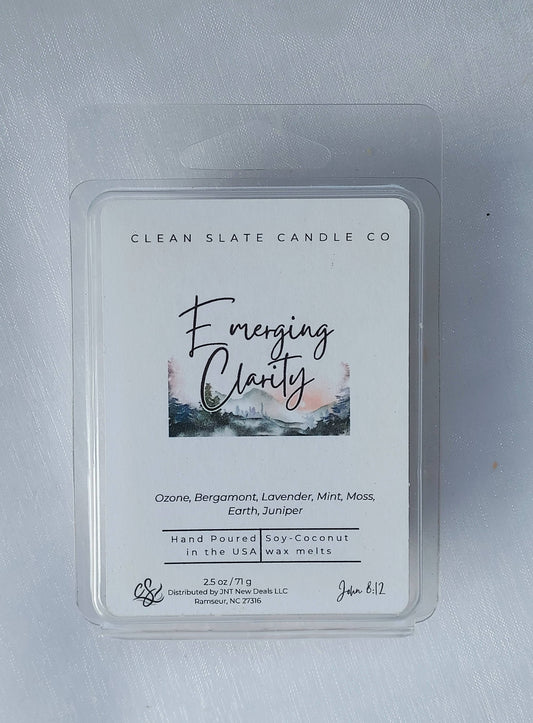 CLEAN SLATE CANDLE CO
Emerging
Clarity
Ozone, Bergamont, Lavender, Mint, Moss,
Earth, Juniper
Hand Poured
in the USA
Soy-Coconut
wax melts
2.5 oz / 71 g
Distributed by JNT New Deals LLC
Ramseur, NC 27316
John 8:12